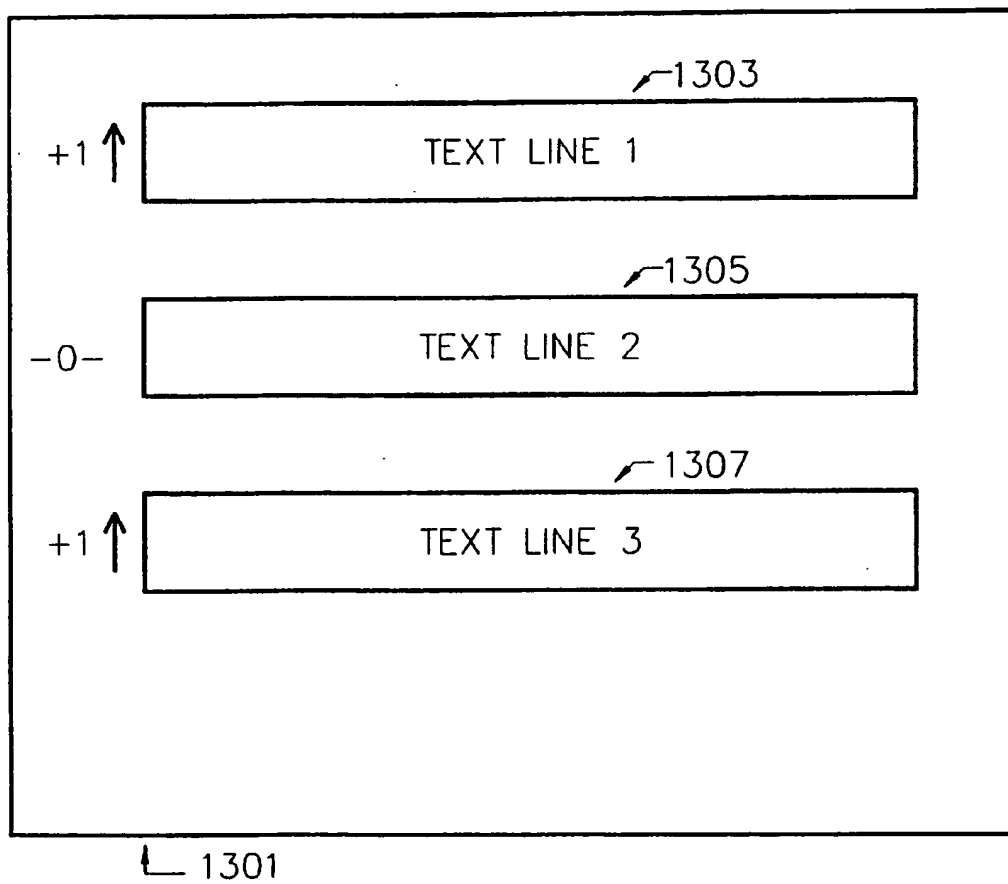 1303
+1 TEXT LINE 1
1305
-0- TEXT LINE 2
1307
+1 TEXT LINE 3
1301